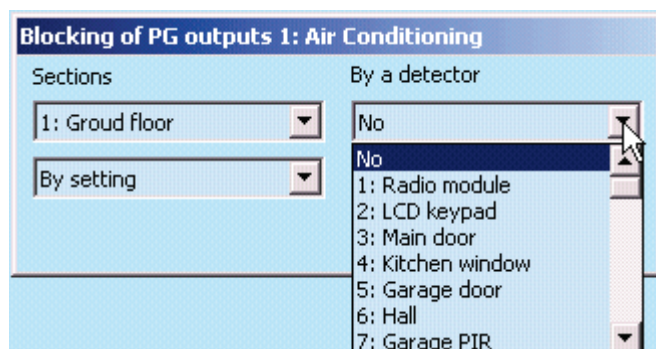 Blocking of PG outputs 1: Air Conditioning
Sections
By a detector
1: Groud floor
No
By setting
No
1: Radio module
2: LCD keypad
3: Main door
4: Kitchen window
5: Garage door
6: Hall
7: Garage PIR